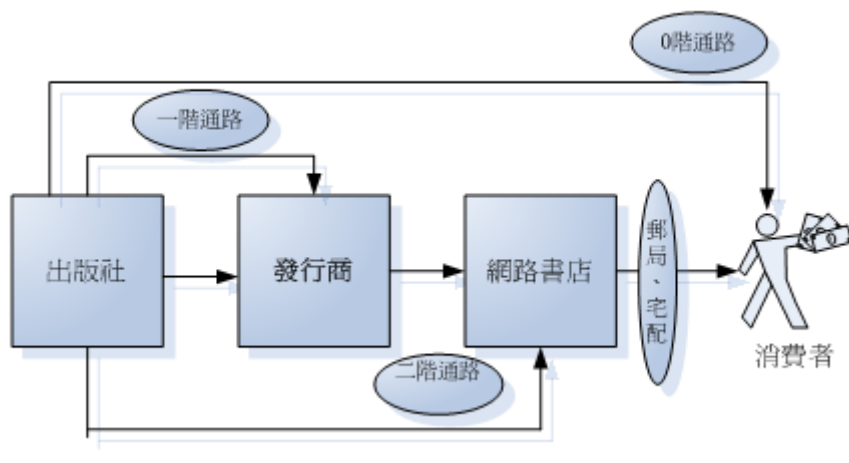 0階通路
一階通路
出版社
發行商
網路書店
郵局、宅配
消費者
二階通路